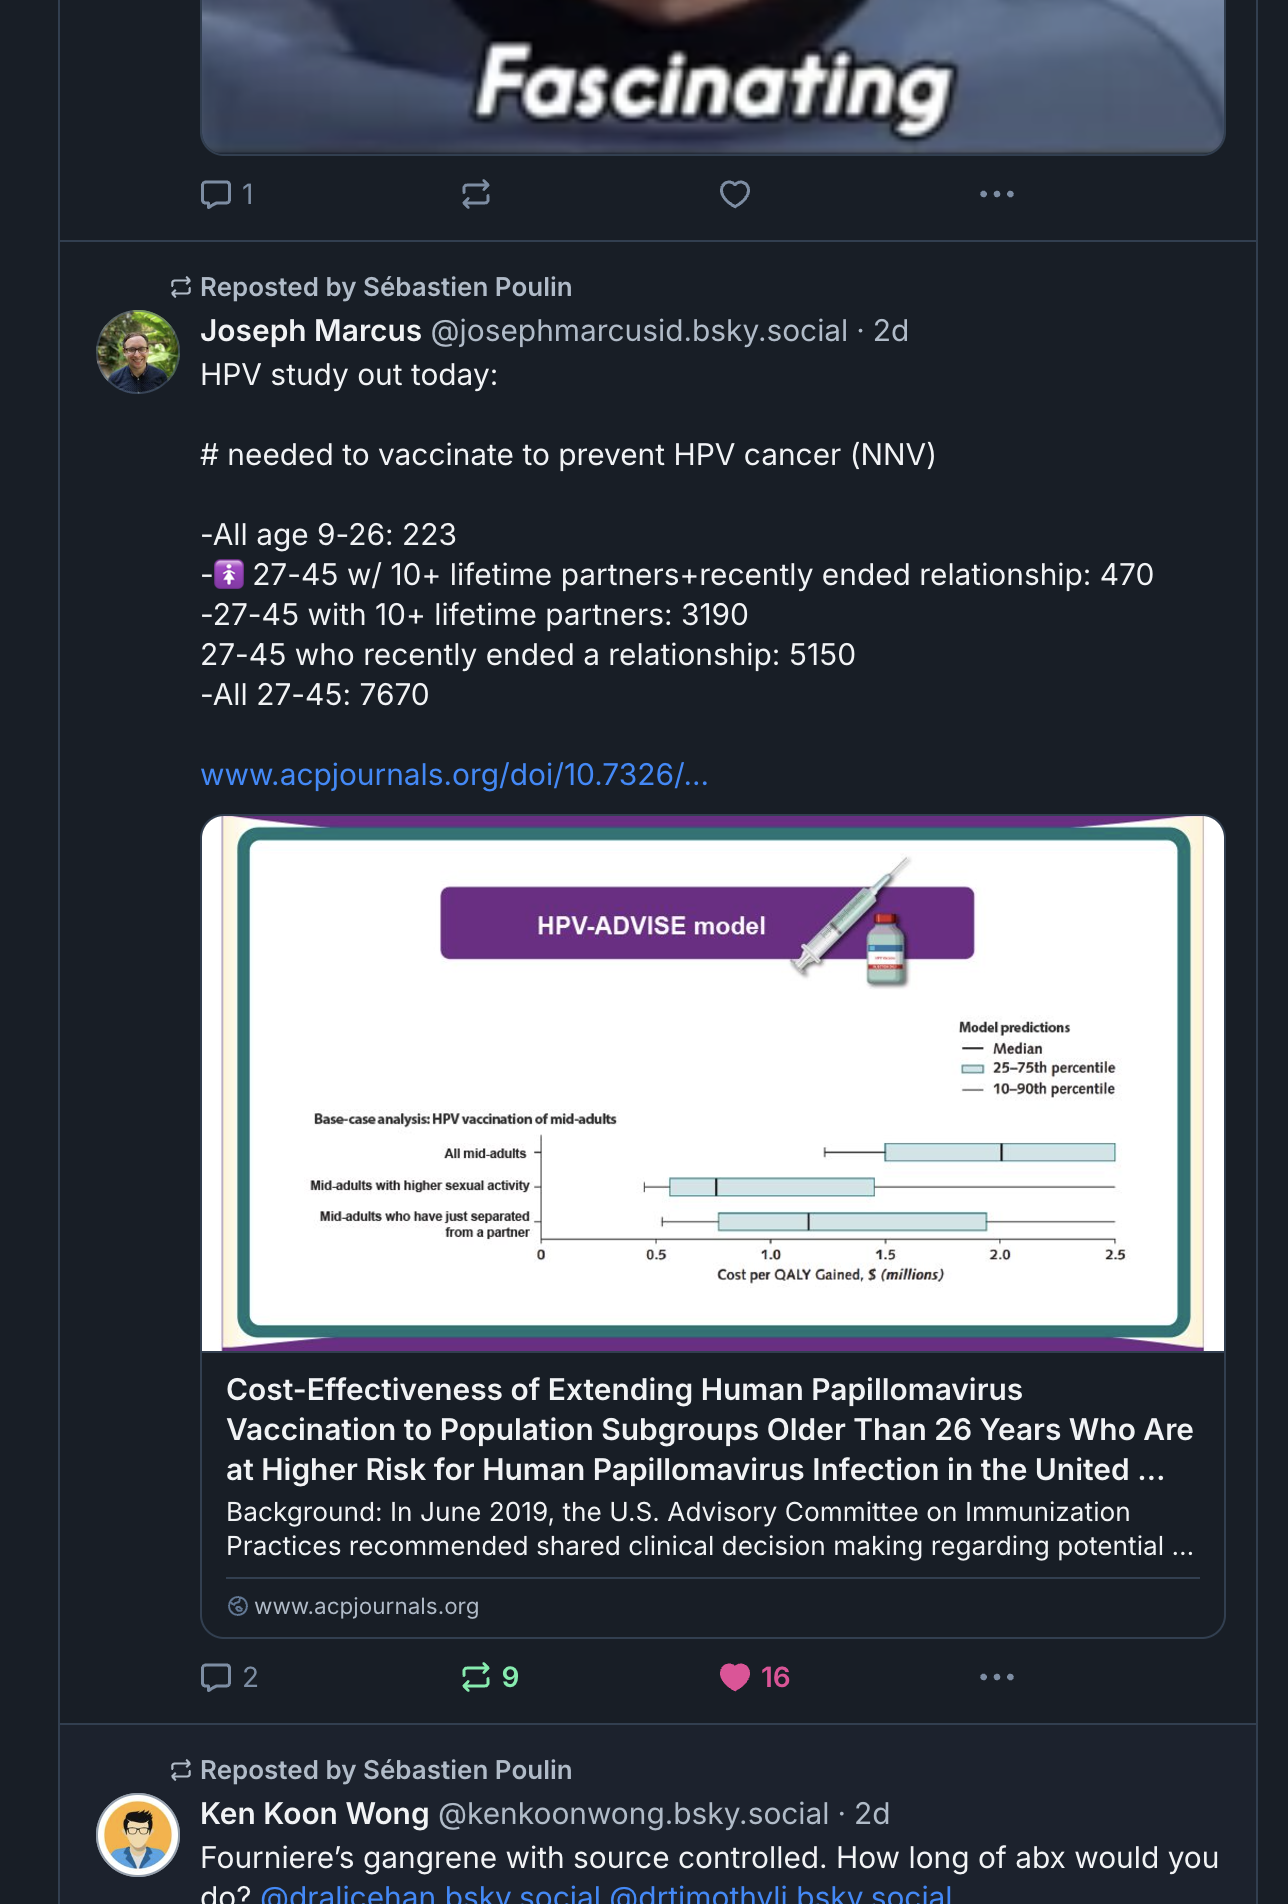 Fascinating
1
Reposted by Sébastien Poulin
Joseph Marcus @josephmarcusid.bsky.social · 2d
HPV study out today:
# needed to vaccinate to prevent HPV cancer (NNV)
-All age 9-26: 223
-🚺 27-45 w/ 10+ lifetime partners+recently ended relationship: 470
-27-45 with 10+ lifetime partners: 3190
27-45 who recently ended a relationship: 5150
-All 27-45: 7670
www.acpjournals.org/doi/10.7326/...
HPV-ADVISE model
Model predictions
Median
25–75th percentile
10–90th percentile
Base-case analysis: HPV vaccination of mid-adults
All mid-adults
Mid-adults with higher sexual activity
Mid-adults who have just separated
from a partner
0 0.5 1.0 1.5 2.0 2.5
Cost per QALY Gained, $ (millions)
Cost-Effectiveness of Extending Human Papillomavirus
Vaccination to Population Subgroups Older Than 26 Years Who Are
at Higher Risk for Human Papillomavirus Infection in the United ...
Background: In June 2019, the U.S. Advisory Committee on Immunization
Practices recommended shared clinical decision making regarding potential ...
www.acpjournals.org
2 9 16
Reposted by Sébastien Poulin
Ken Koon Wong @kenkoonwong.bsky.social · 2d
Fourniere’s gangrene with source controlled. How long of abx would you
do? @dralicehan.bsky.social @drtimothyli.bsky.social